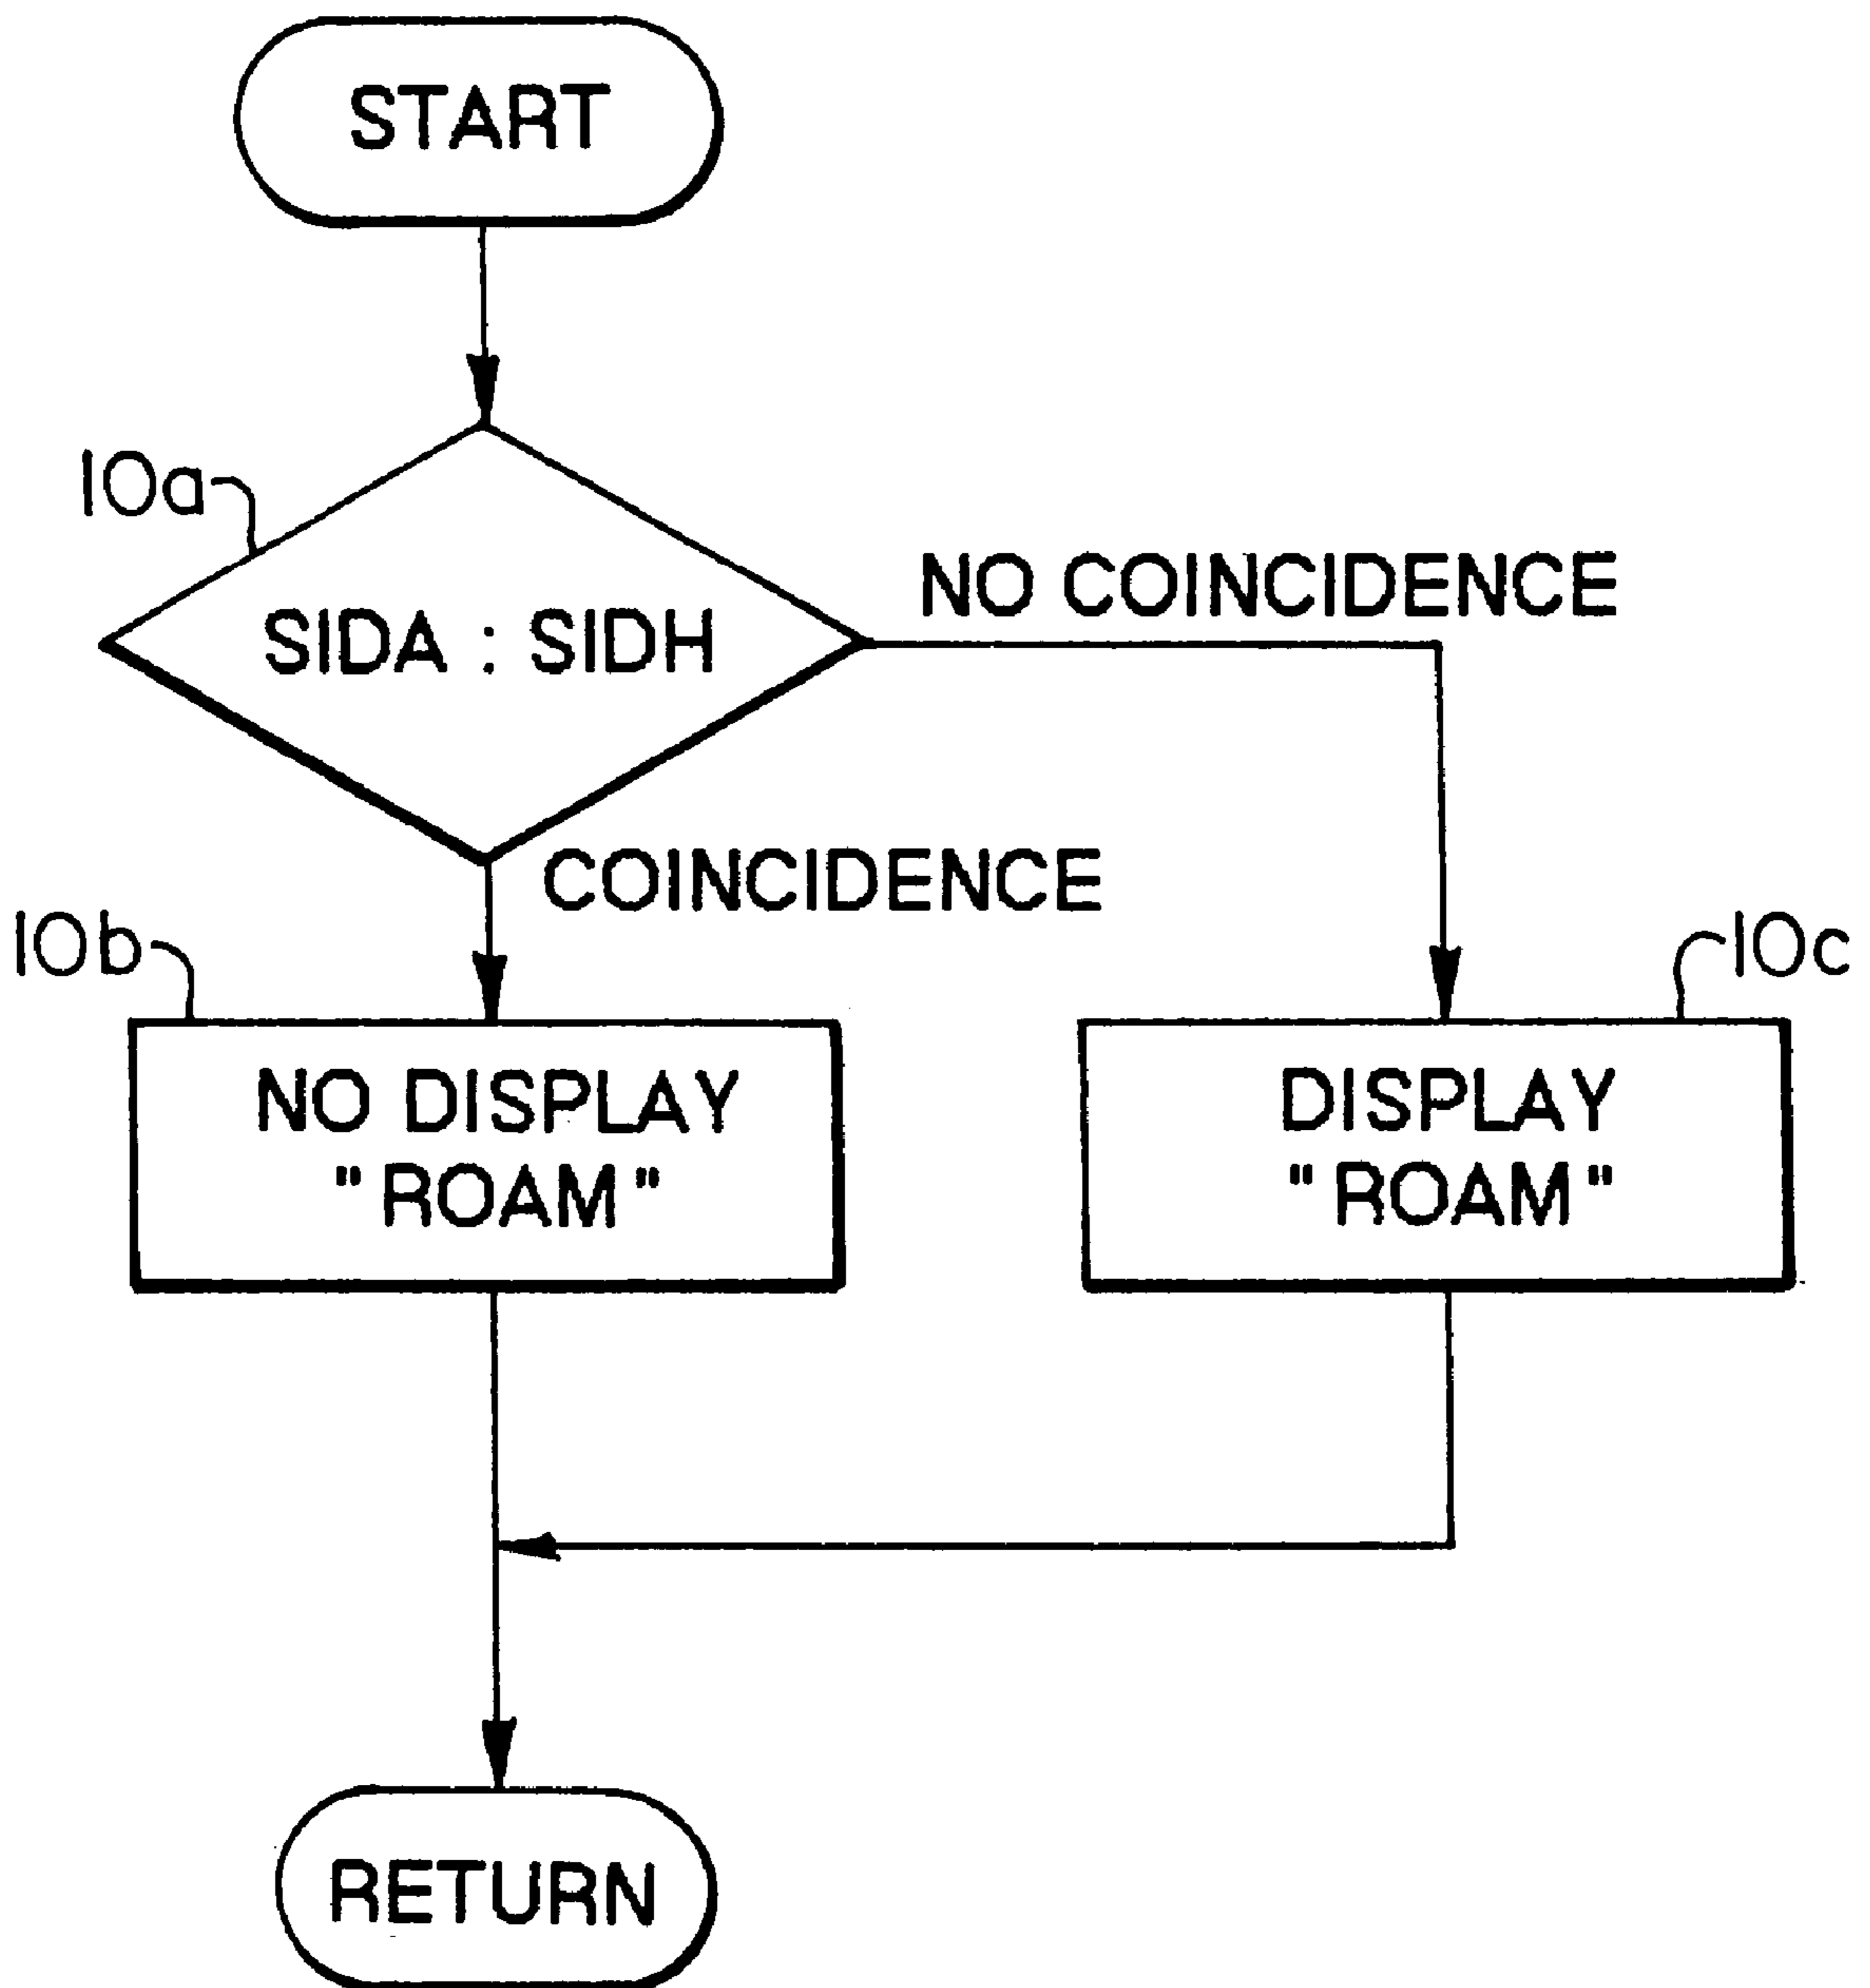 START
10a
SIDA : SIDH
NO COINCIDENCE
COINCIDENCE
10b
10c
NO DISPLAY
"ROAM"
DISPLAY
"ROAM"
RETURN